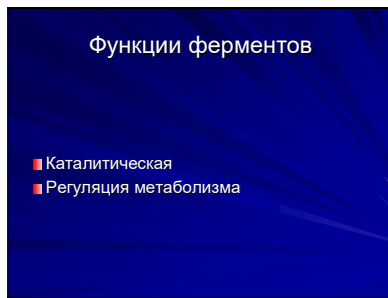 Функции ферментов
Каталитическая
Регуляция метаболизма